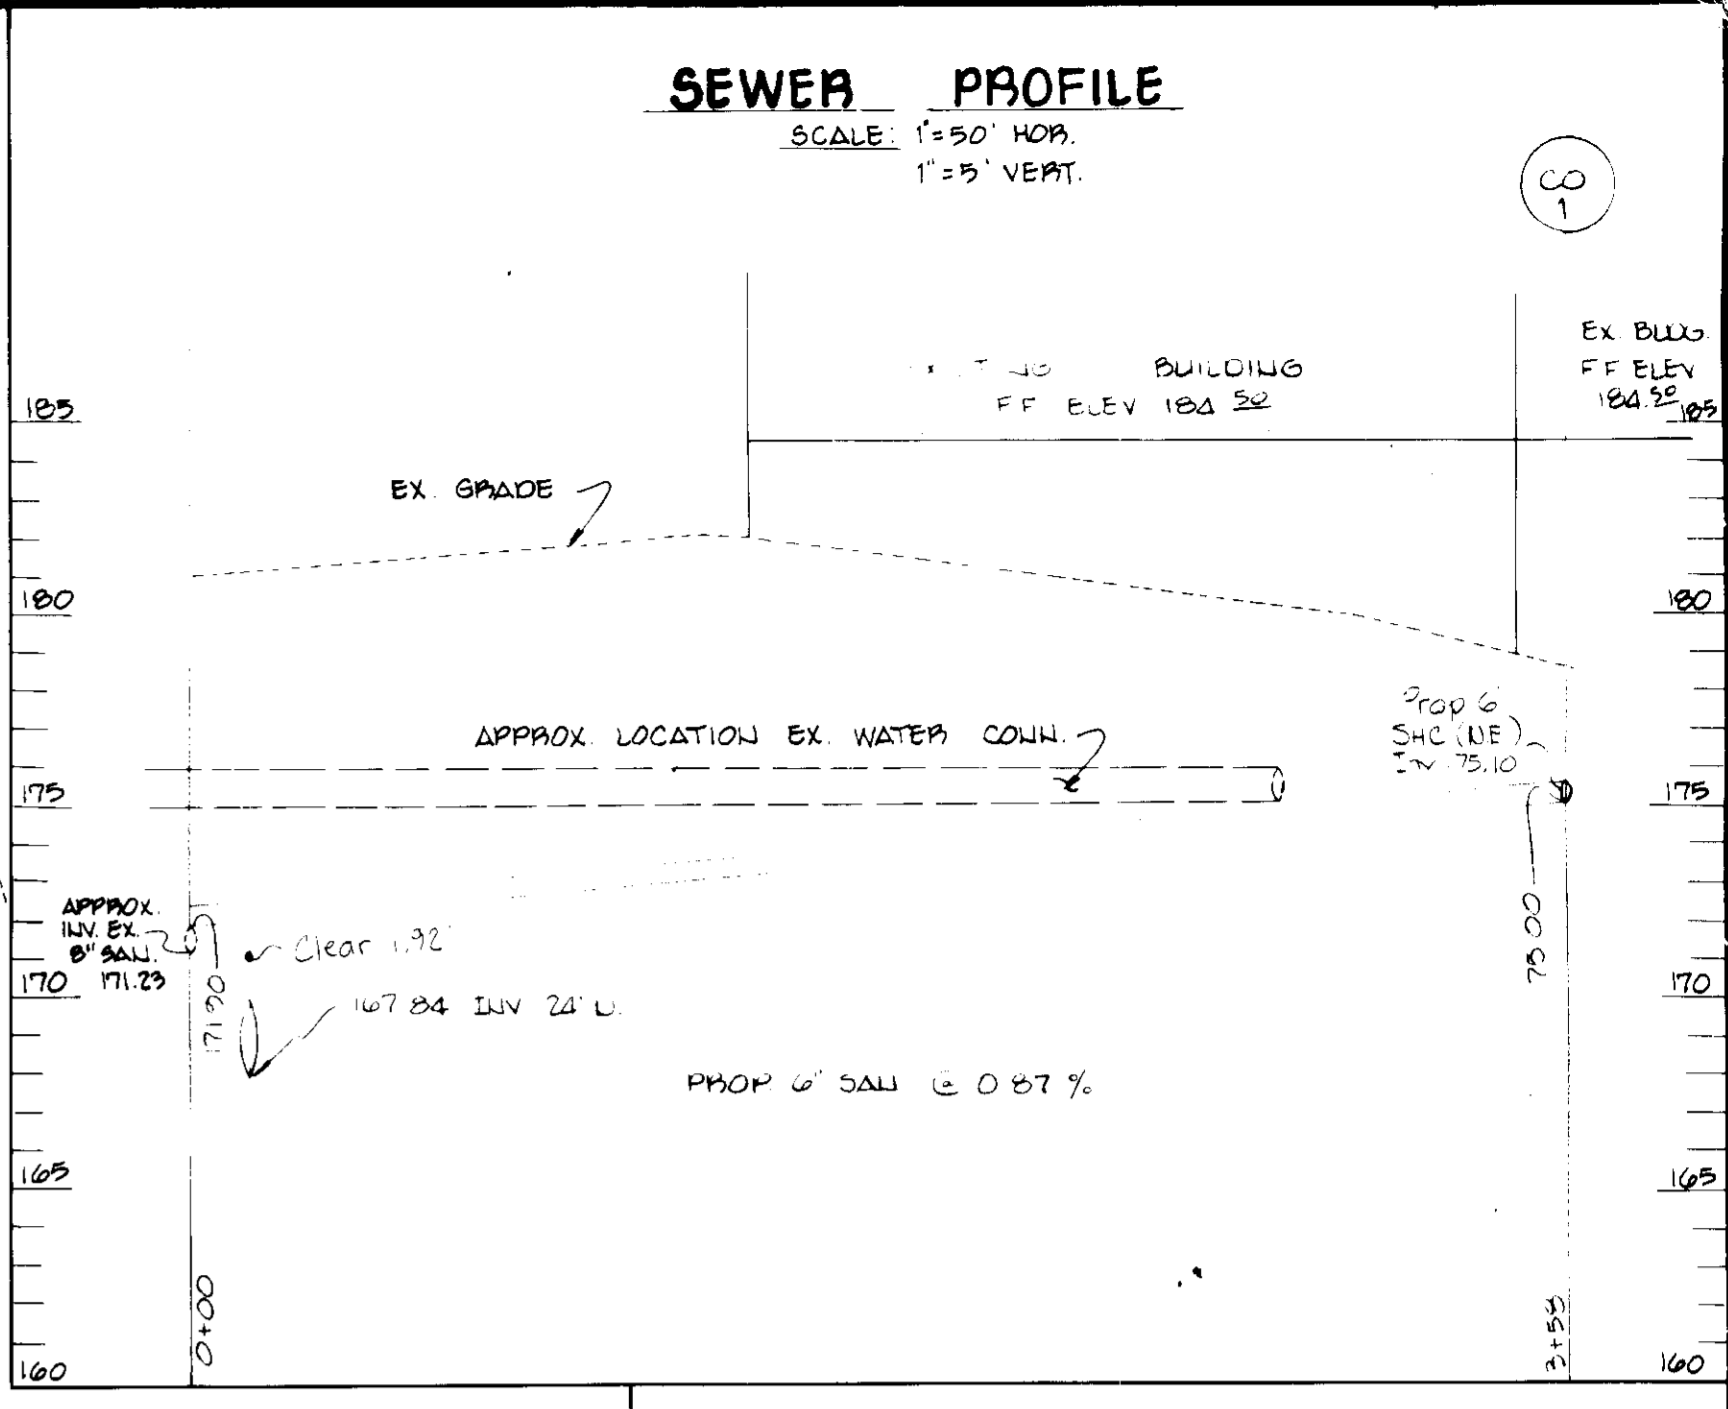 SEWER PROFILE
SCALE: 1"=50' HOR.
1"=5' VERT.
CO
1
BUILDING
FF ELEV 184 50
EX. BLDG.
FF ELEV
184.50
185
185
EX. GRADE
180
180
Prop 6"
SHC (NE)
Inv 75.10
APPROX. LOCATION EX. WATER CONN.
175
175
APPROX.
INV. EX.
8" SAN.
171.23
Clear 1.92'
171 90
75 00
170
170
167 84 INV 24" W.
PROP. 6" SAN @ 0 87 %
165
165
0+00
3+58
160
160